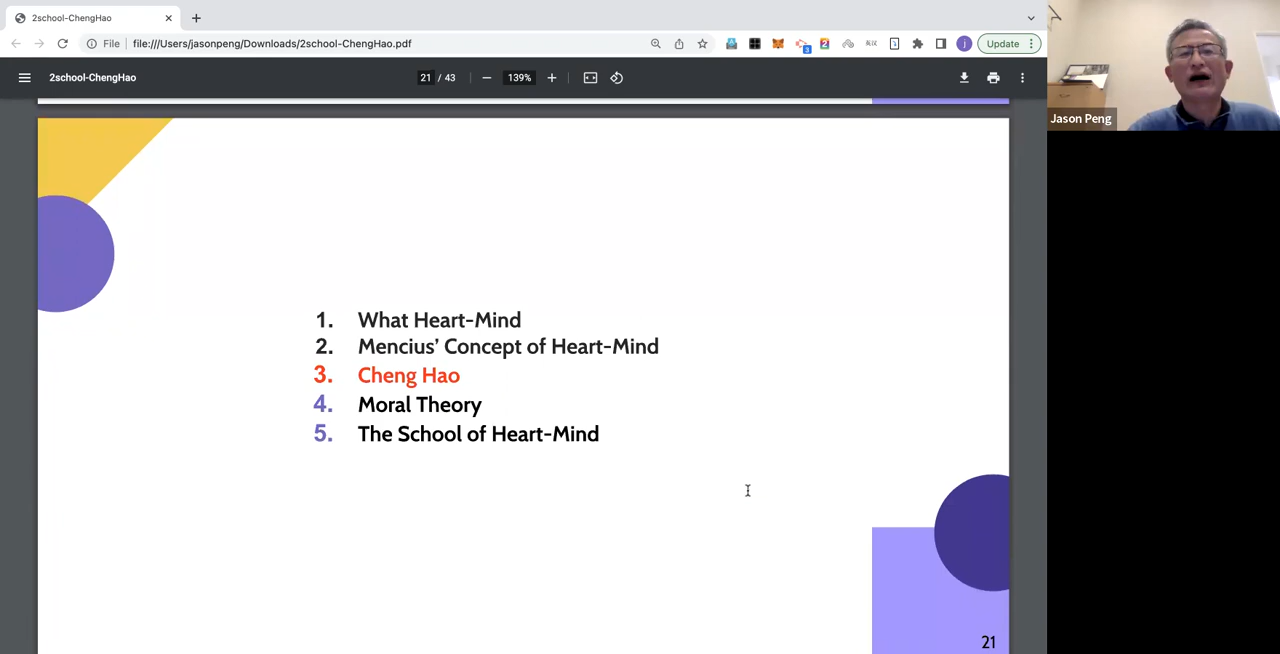 2school-ChengHao
File
file:///Users/jasonpeng/Downloads/2school-ChengHao.pdf
Update
2school-ChengHao
21 / 43
139%
Jason Peng
1. What Heart-Mind
2. Mencius' Concept of Heart-Mind
3. Cheng Hao
4. Moral Theory
5. The School of Heart-Mind
21